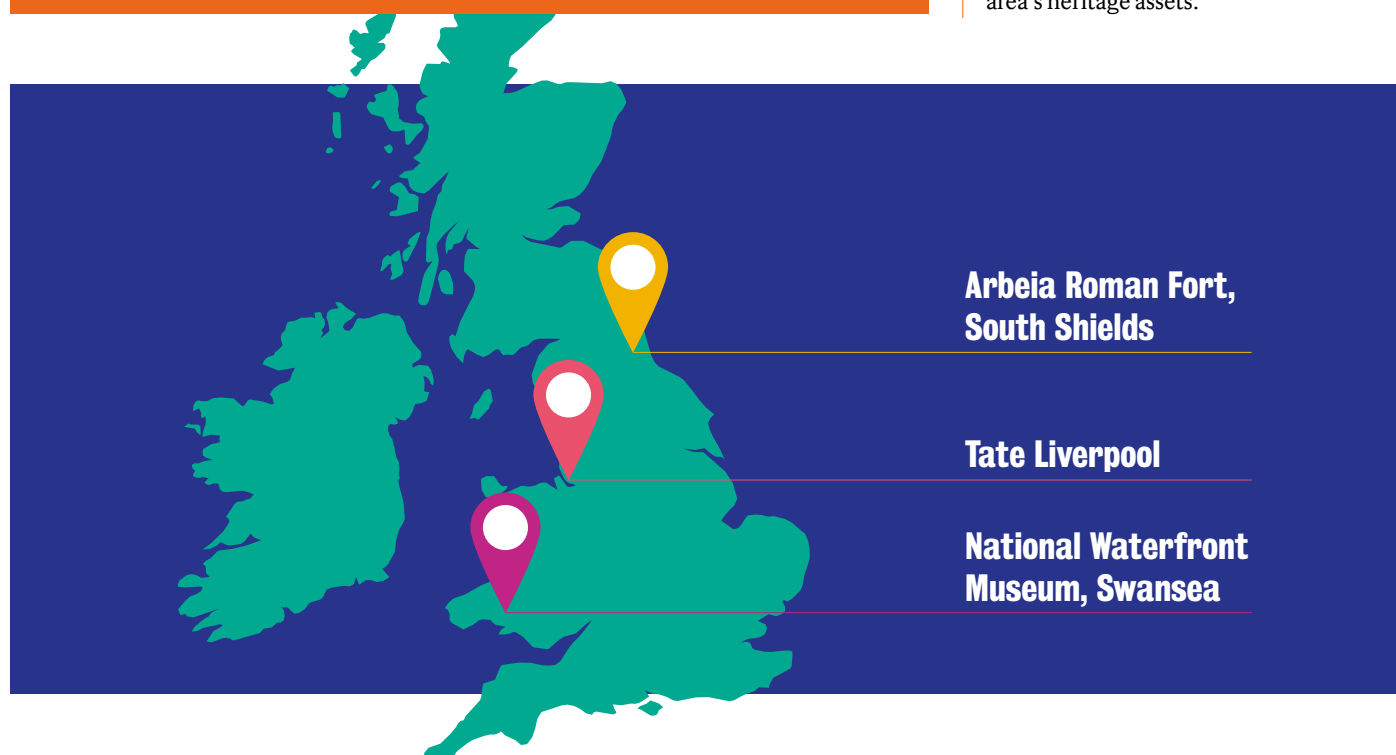 area's heritage assets.
Arbeia Roman Fort,
South Shields
Tate Liverpool
National Waterfront
Museum, Swansea